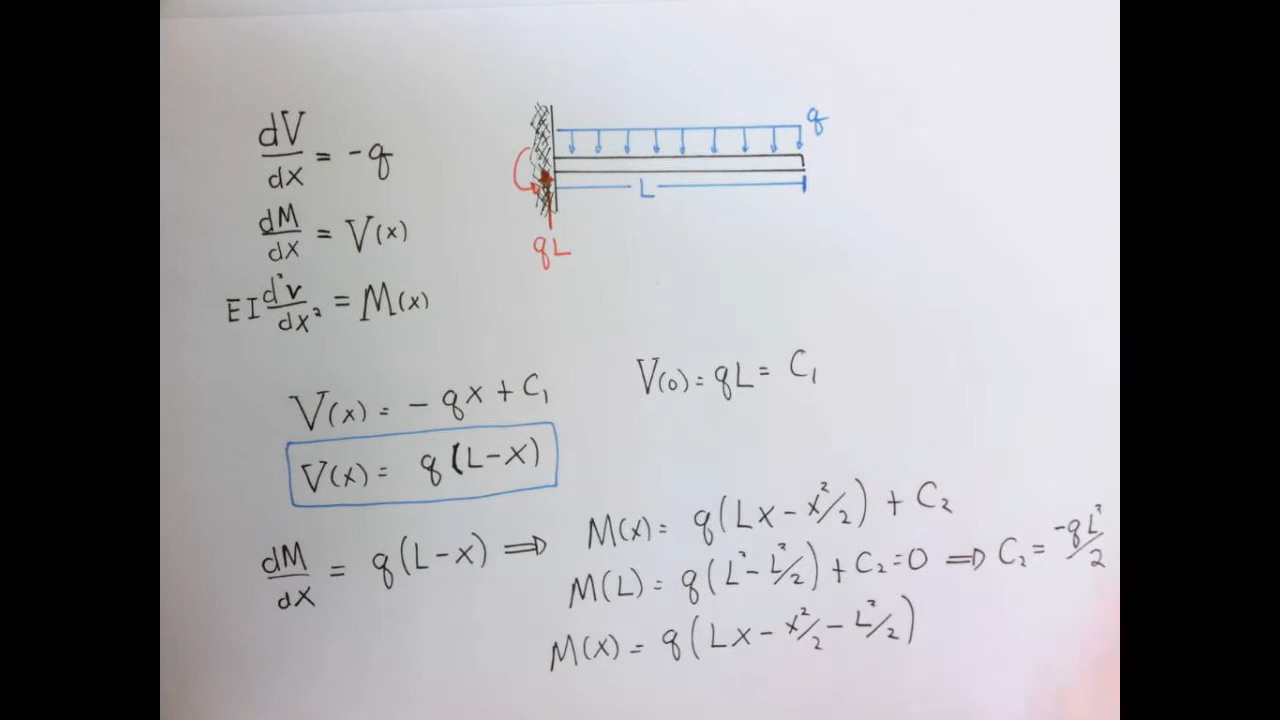 dV/dx = -q
q
L
qL
dM/dx = V(x)
EI d²v/dx² = M(x)
V(x) = - qx + C₁
V(0) = qL = C₁
V(x) = q(L-x)
dM/dx = q(L-x) ⟹ M(x) = q(Lx - x²/2) + C₂
M(L) = q(L² - L²/2) + C₂ = 0 ⟹ C₂ = -qL²/2
M(x) = q(Lx - x²/2 - L²/2)